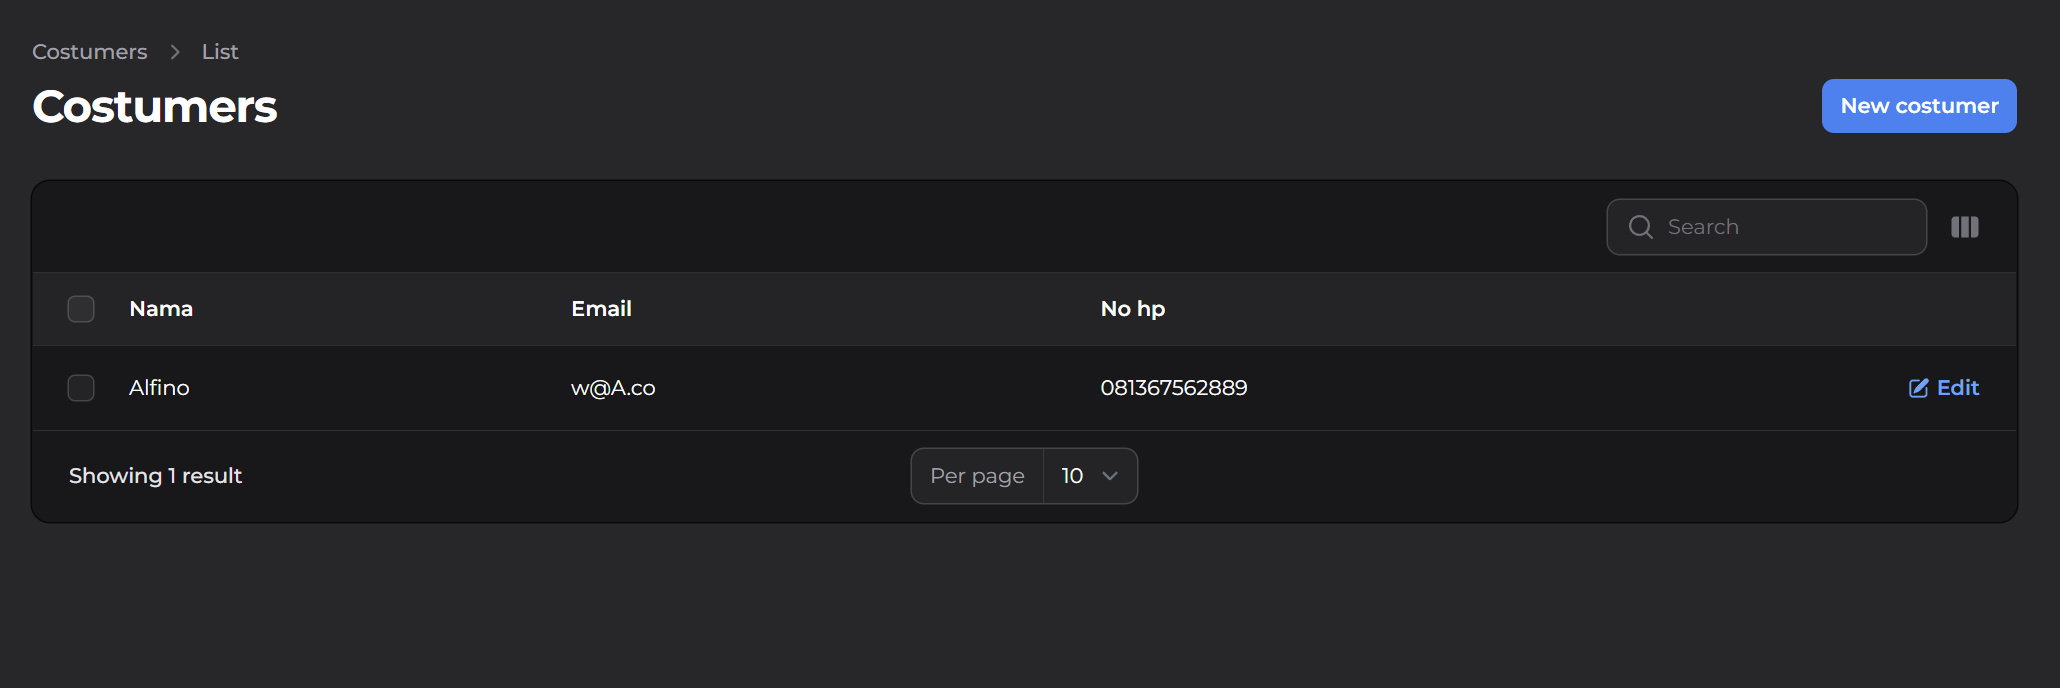 Costumers > List
Costumers
New costumer
Search
Nama Email No hp
Alfino w@A.co 081367562889 Edit
Showing 1 result Per page 10